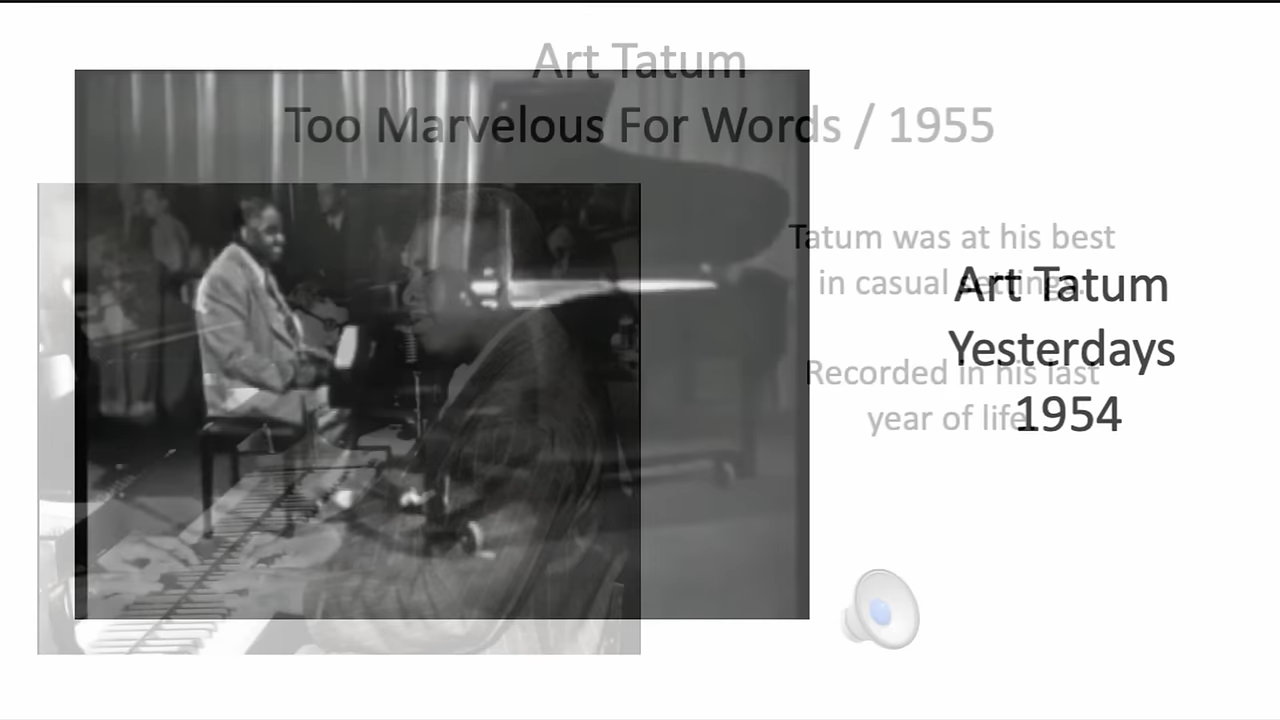 Art Tatum
Too Marvelous For Words / 1955
Tatum was at his best
in casual settings.
Recorded in his last
year of life.
Art Tatum
Yesterdays
1954